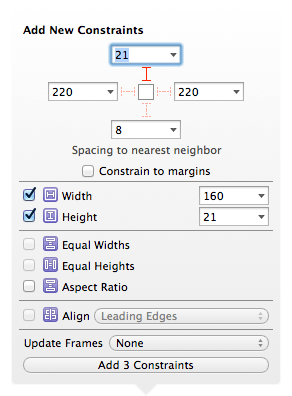 Add New Constraints
21
220 220
8
Spacing to nearest neighbor
Constrain to margins
Width 160
Height 21
Equal Widths
Equal Heights
Aspect Ratio
Align Leading Edges
Update Frames None
Add 3 Constraints